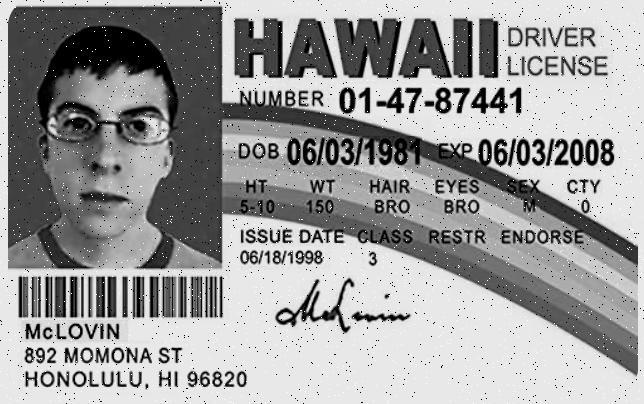 HAWAII DRIVER LICENSE
NUMBER 01-47-87441
DOB 06/03/1981 EXP 06/03/2008
HT WT HAIR EYES SEX CTY
5-10 150 BRO BRO M 0
ISSUE DATE CLASS RESTR ENDORSE
06/18/1998 3
McLovin
McLOVIN
892 MOMONA ST
HONOLULU, HI 96820